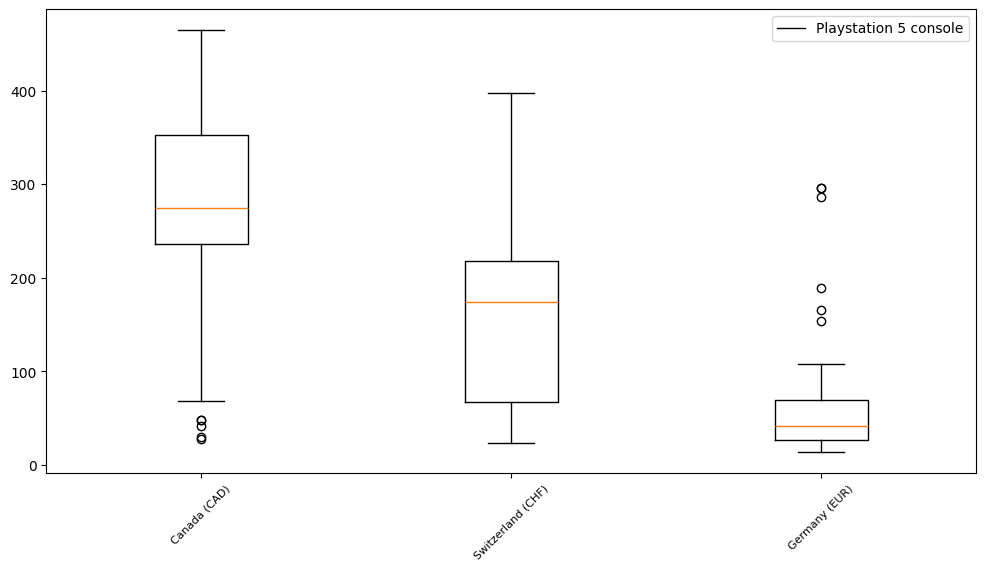 Playstation 5 console
400
300
200
100
0
Canada (CAD)
Switzerland (CHF)
Germany (EUR)